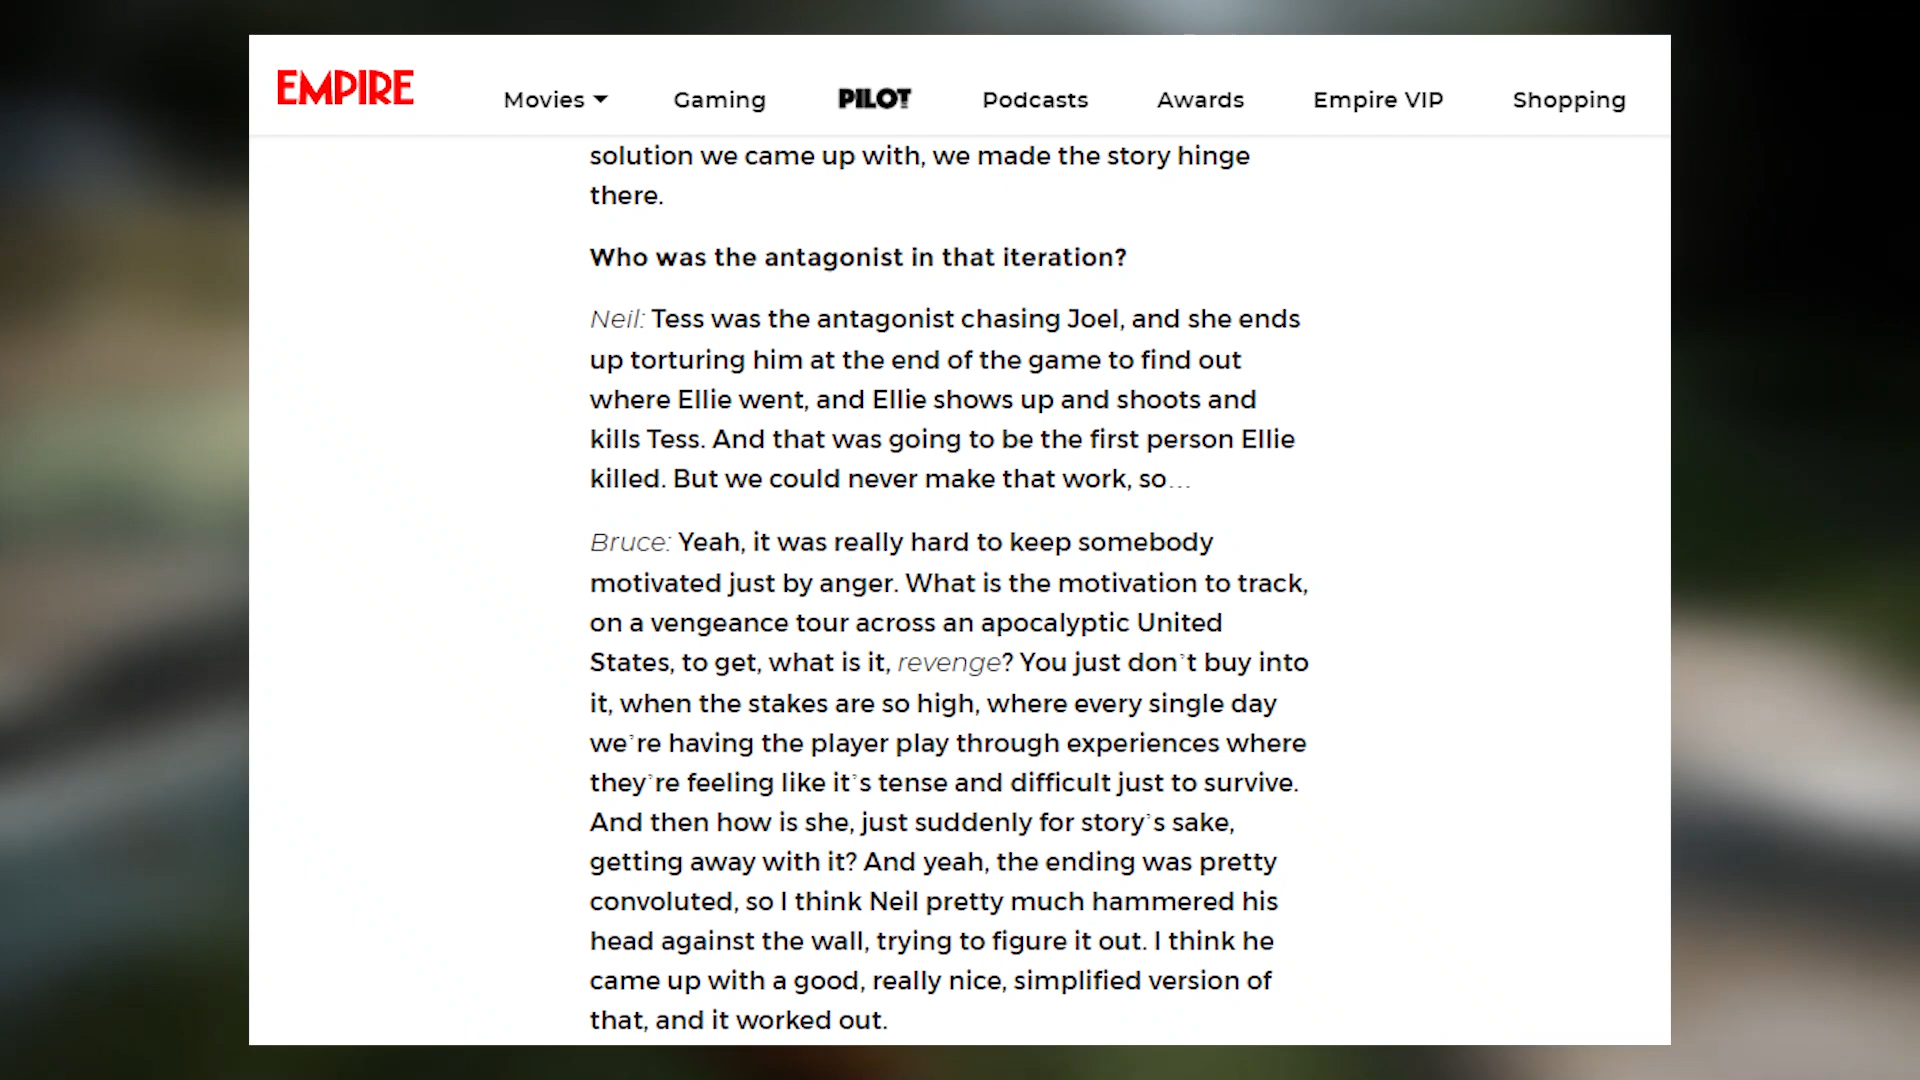 EMPIRE
Movies
Gaming
PILOT
Podcasts
Awards
Empire VIP
Shopping
solution we came up with, we made the story hinge
there.
Who was the antagonist in that iteration?
Neil: Tess was the antagonist chasing Joel, and she ends
up torturing him at the end of the game to find out
where Ellie went, and Ellie shows up and shoots and
kills Tess. And that was going to be the first person Ellie
killed. But we could never make that work, so…
Bruce: Yeah, it was really hard to keep somebody
motivated just by anger. What is the motivation to track,
on a vengeance tour across an apocalyptic United
States, to get, what is it, revenge? You just don't buy into
it, when the stakes are so high, where every single day
we're having the player play through experiences where
they're feeling like it's tense and difficult just to survive.
And then how is she, just suddenly for story's sake,
getting away with it? And yeah, the ending was pretty
convoluted, so I think Neil pretty much hammered his
head against the wall, trying to figure it out. I think he
came up with a good, really nice, simplified version of
that, and it worked out.